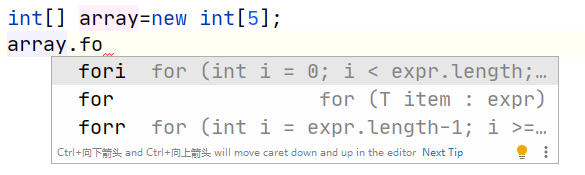 int[] array=new int[5];
array.fo
fori for (int i = 0; i < expr.length;…
for for (T item : expr)
forr for (int i = expr.length-1; i >=…
Ctrl+向下箭头 and Ctrl+向上箭头 will move caret down and up in the editor Next Tip